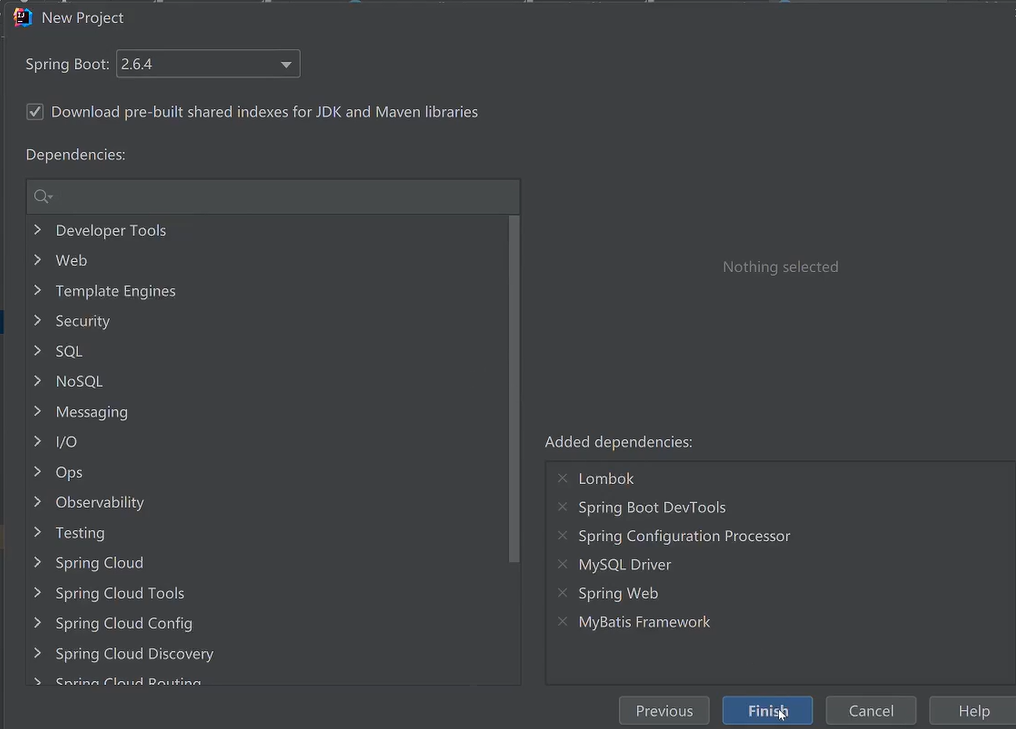 New Project
Spring Boot: 2.6.4
Download pre-built shared indexes for JDK and Maven libraries
Dependencies:
Developer Tools
Web
Template Engines
Security
SQL
NoSQL
Messaging
I/O
Ops
Observability
Testing
Spring Cloud
Spring Cloud Tools
Spring Cloud Config
Spring Cloud Discovery
Spring Cloud Routing
Nothing selected
Added dependencies:
Lombok
Spring Boot DevTools
Spring Configuration Processor
MySQL Driver
Spring Web
MyBatis Framework
Previous Finish Cancel Help